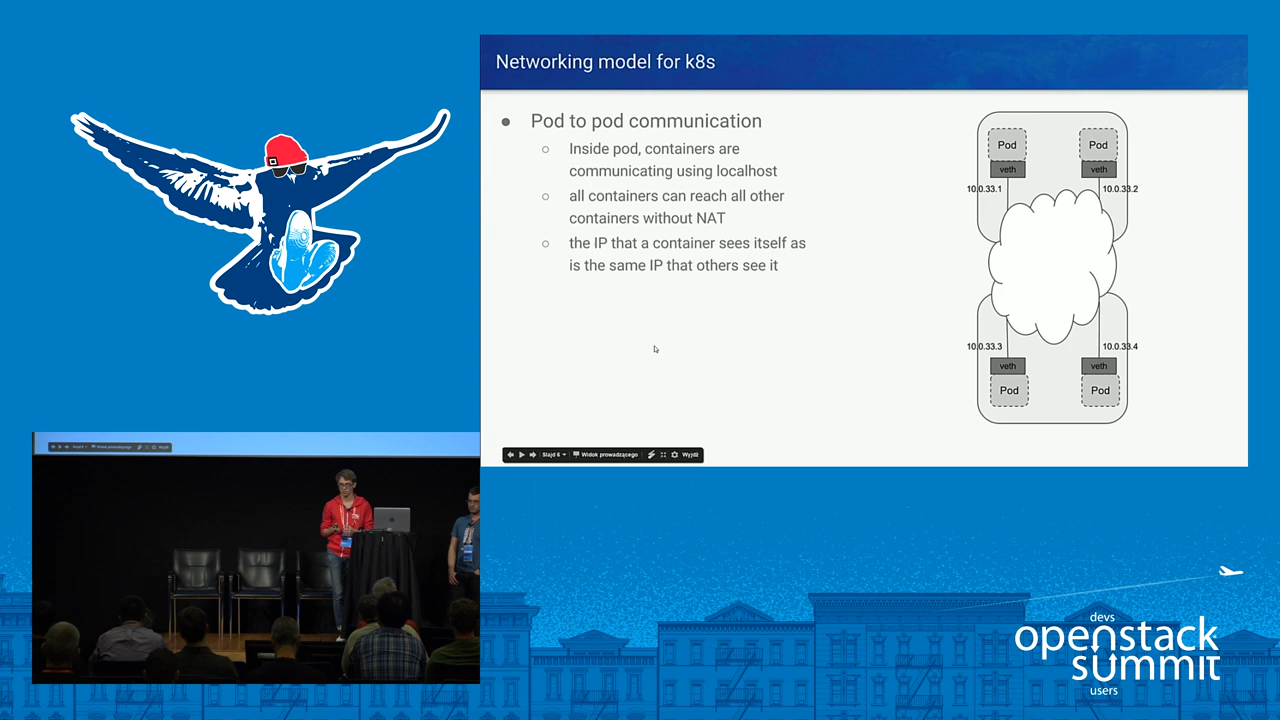 Networking model for k8s
● Pod to pod communication
○ Inside pod, containers are
communicating using localhost
○ all containers can reach all other
containers without NAT
○ the IP that a container sees itself as
is the same IP that others see it
Pod Pod
veth veth
10.0.33.1 10.0.33.2
10.0.33.3 10.0.33.4
veth veth
Pod Pod
Slajd 6 Widok prowadzącego Wyjdź
devs
openstack
summit
users